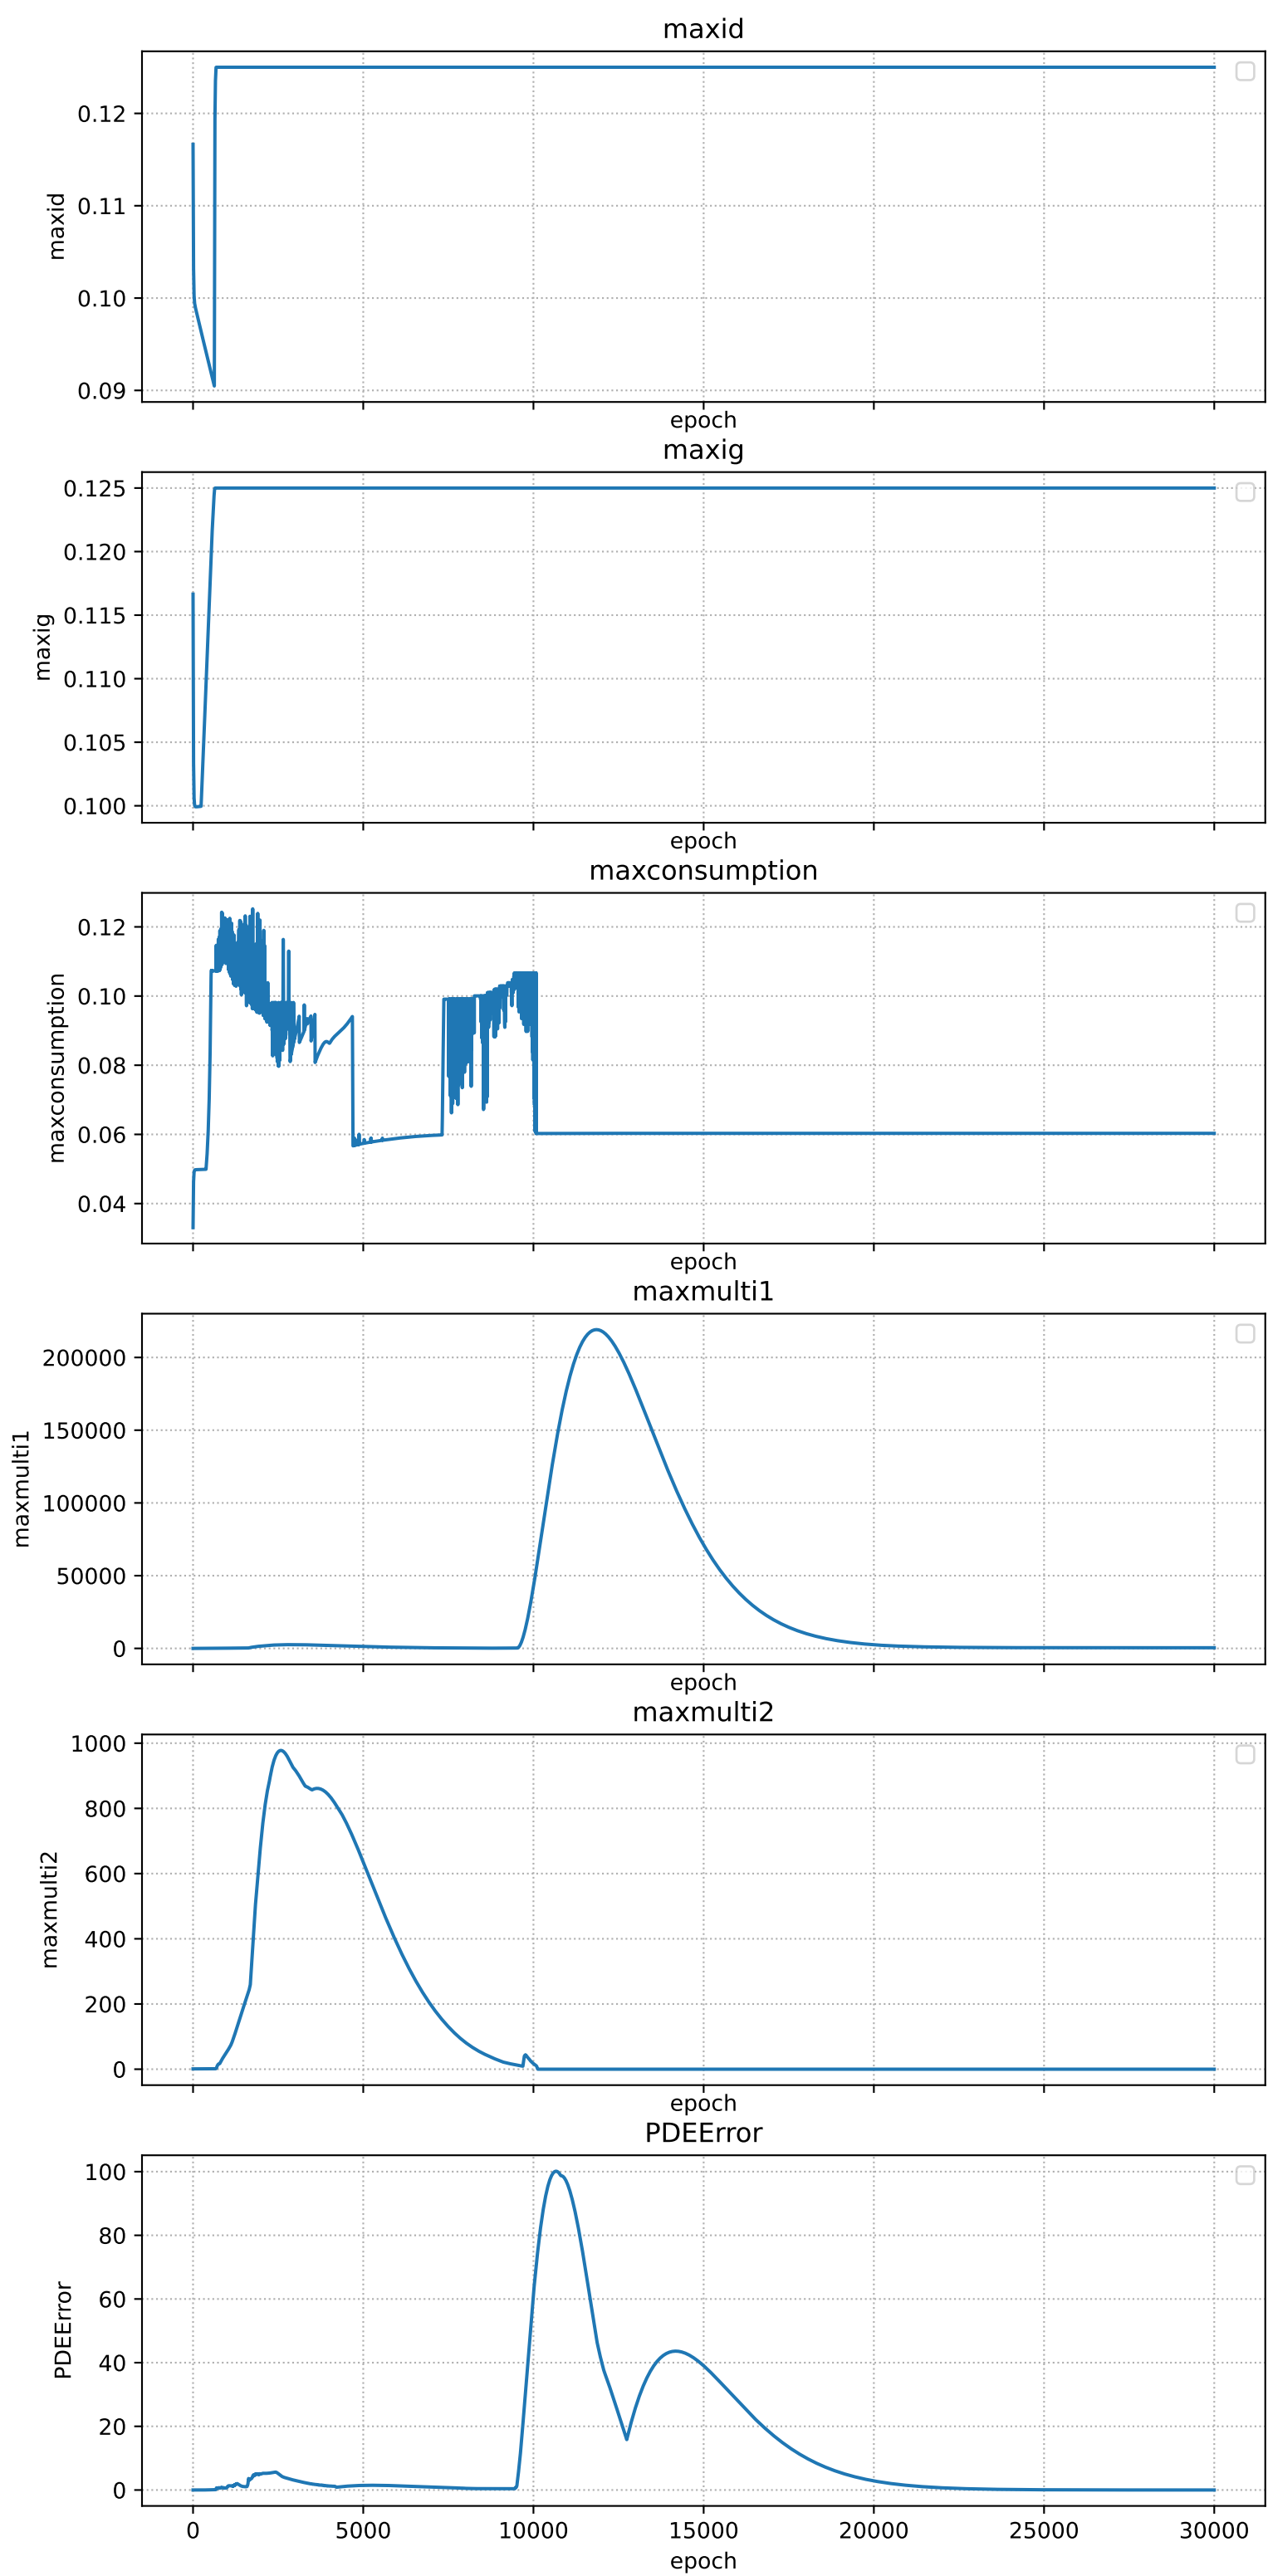 maxid
0.12
0.11
0.10
0.09
maxid
epoch
maxig
0.125
0.120
0.115
0.110
0.105
0.100
maxig
epoch
maxconsumption
0.12
0.10
0.08
0.06
0.04
maxconsumption
epoch
maxmulti1
200000
150000
100000
50000
0
maxmulti1
epoch
maxmulti2
1000
800
600
400
200
0
maxmulti2
epoch
PDEError
100
80
60
40
20
0
PDEError
0 5000 10000 15000 20000 25000 30000
epoch